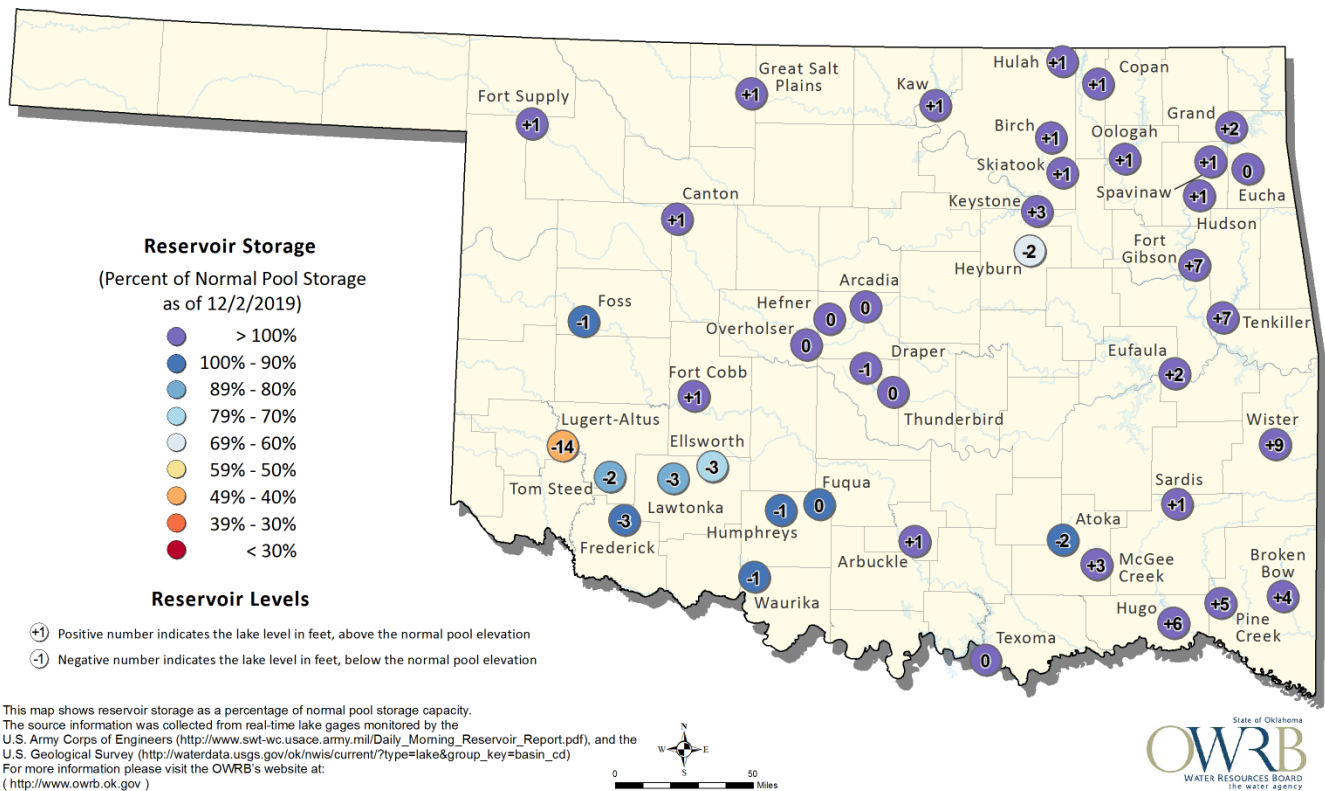 Hulah
+1
Copan
+1
Great Salt
Plains
+1
Kaw
+1
Fort Supply
+1
Grand
+2
Birch
+1
Oologah
+1
Skiatook
+1
Spavinaw
+1
0
Eucha
+1
Hudson
Canton
+1
Keystone
+3
-2
Heyburn
Fort
Gibson
+7
Reservoir Storage
(Percent of Normal Pool Storage
as of 12/2/2019)
> 100%
100% - 90%
89% - 80%
79% - 70%
69% - 60%
59% - 50%
49% - 40%
39% - 30%
< 30%
Foss
-1
Arcadia
0
Hefner
0
Overholser
0
+7
Tenkiller
Draper
-1
0
Thunderbird
Eufaula
+2
Fort Cobb
+1
Lugert-Altus
-14
Ellsworth
-3
Wister
+9
Tom Steed
-2
-3
Lawtonka
Fuqua
0
-1
Humphreys
Sardis
+1
-3
Frederick
Atoka
-2
Arbuckle
+1
+3
McGee
Creek
Broken
Bow
+4
-1
Waurika
Hugo
+6
+5
Pine
Creek
Texoma
0
Reservoir Levels
+1 Positive number indicates the lake level in feet, above the normal pool elevation
-1 Negative number indicates the lake level in feet, below the normal pool elevation
This map shows reservoir storage as a percentage of normal pool storage capacity.
The source information was collected from real-time lake gages monitored by the
U.S. Army Corps of Engineers (http://www.swt-wc.usace.army.mil/Daily_Morning_Reservoir_Report.pdf), and the
U.S. Geological Survey (http://waterdata.usgs.gov/ok/nwis/current/?type=lake&group_key=basin_cd)
For more information please visit the OWRB's website at:
( http://www.owrb.ok.gov )
N
W E
S
0 50
Miles
State of Oklahoma
OWRB
WATER RESOURCES BOARD
the water agency